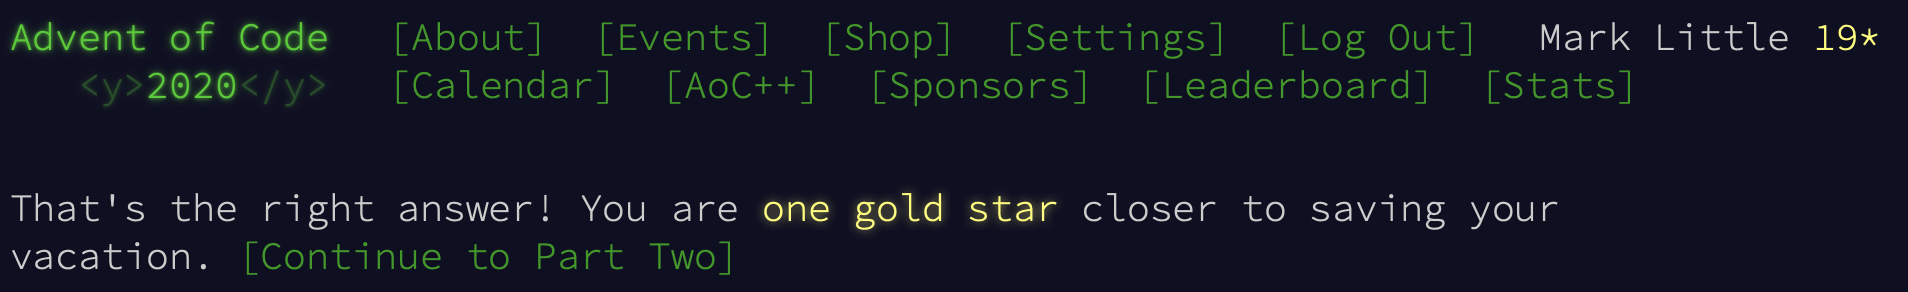 Advent of Code [About] [Events] [Shop] [Settings] [Log Out] Mark Little 19*
<y>2020</y> [Calendar] [AoC++] [Sponsors] [Leaderboard] [Stats]
That's the right answer! You are one gold star closer to saving your
vacation. [Continue to Part Two]